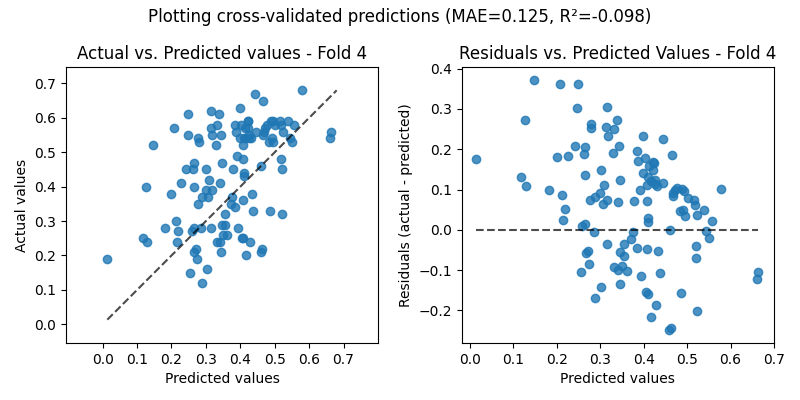 Plotting cross-validated predictions (MAE=0.125, R²=-0.098)
Actual vs. Predicted values - Fold 4
Actual values
0.7
0.6
0.5
0.4
0.3
0.2
0.1
0.0
0.0 0.1 0.2 0.3 0.4 0.5 0.6 0.7
Predicted values
Residuals vs. Predicted Values - Fold 4
Residuals (actual - predicted)
0.4
0.3
0.2
0.1
0.0
−0.1
−0.2
0.0 0.1 0.2 0.3 0.4 0.5 0.6 0.7
Predicted values